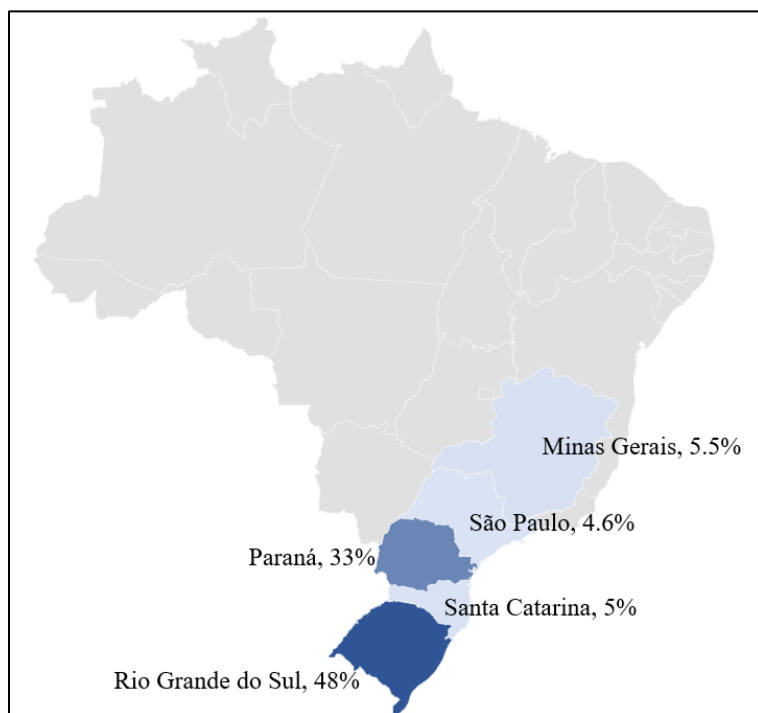 Minas Gerais, 5.5%
São Paulo, 4.6%
Paraná, 33%
Santa Catarina, 5%
Rio Grande do Sul, 48%